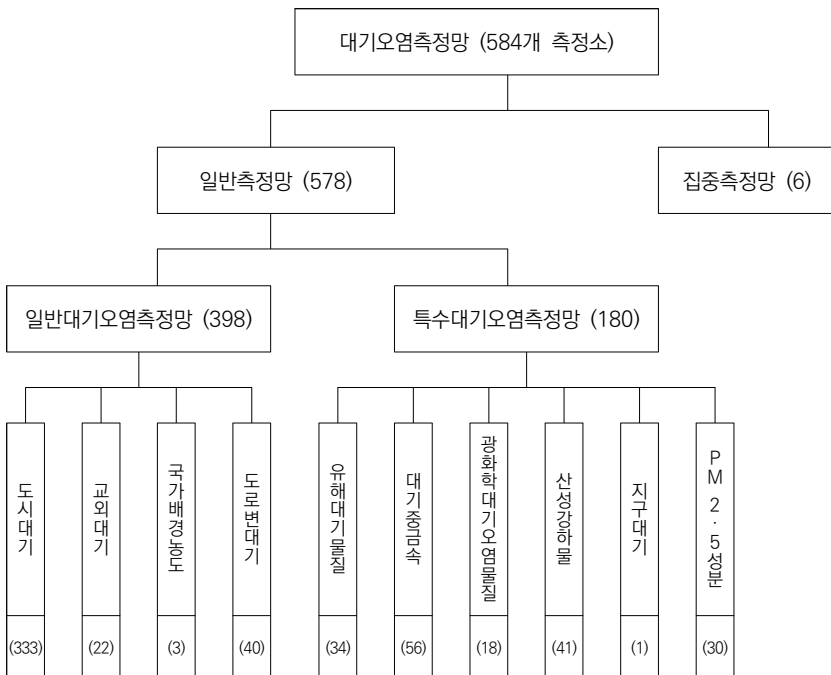 대기오염측정망 (584개 측정소)
일반측정망 (578)
집중측정망 (6)
일반대기오염측정망 (398)
특수대기오염측정망 (180)
도시대기
교외대기
국가배경농도
도로변대기
유해대기물질
대기중금속
광화학대기오염물질
산성강하물
지구대기
PM 2·5성분
(333)
(22)
(3)
(40)
(34)
(56)
(18)
(41)
(1)
(30)